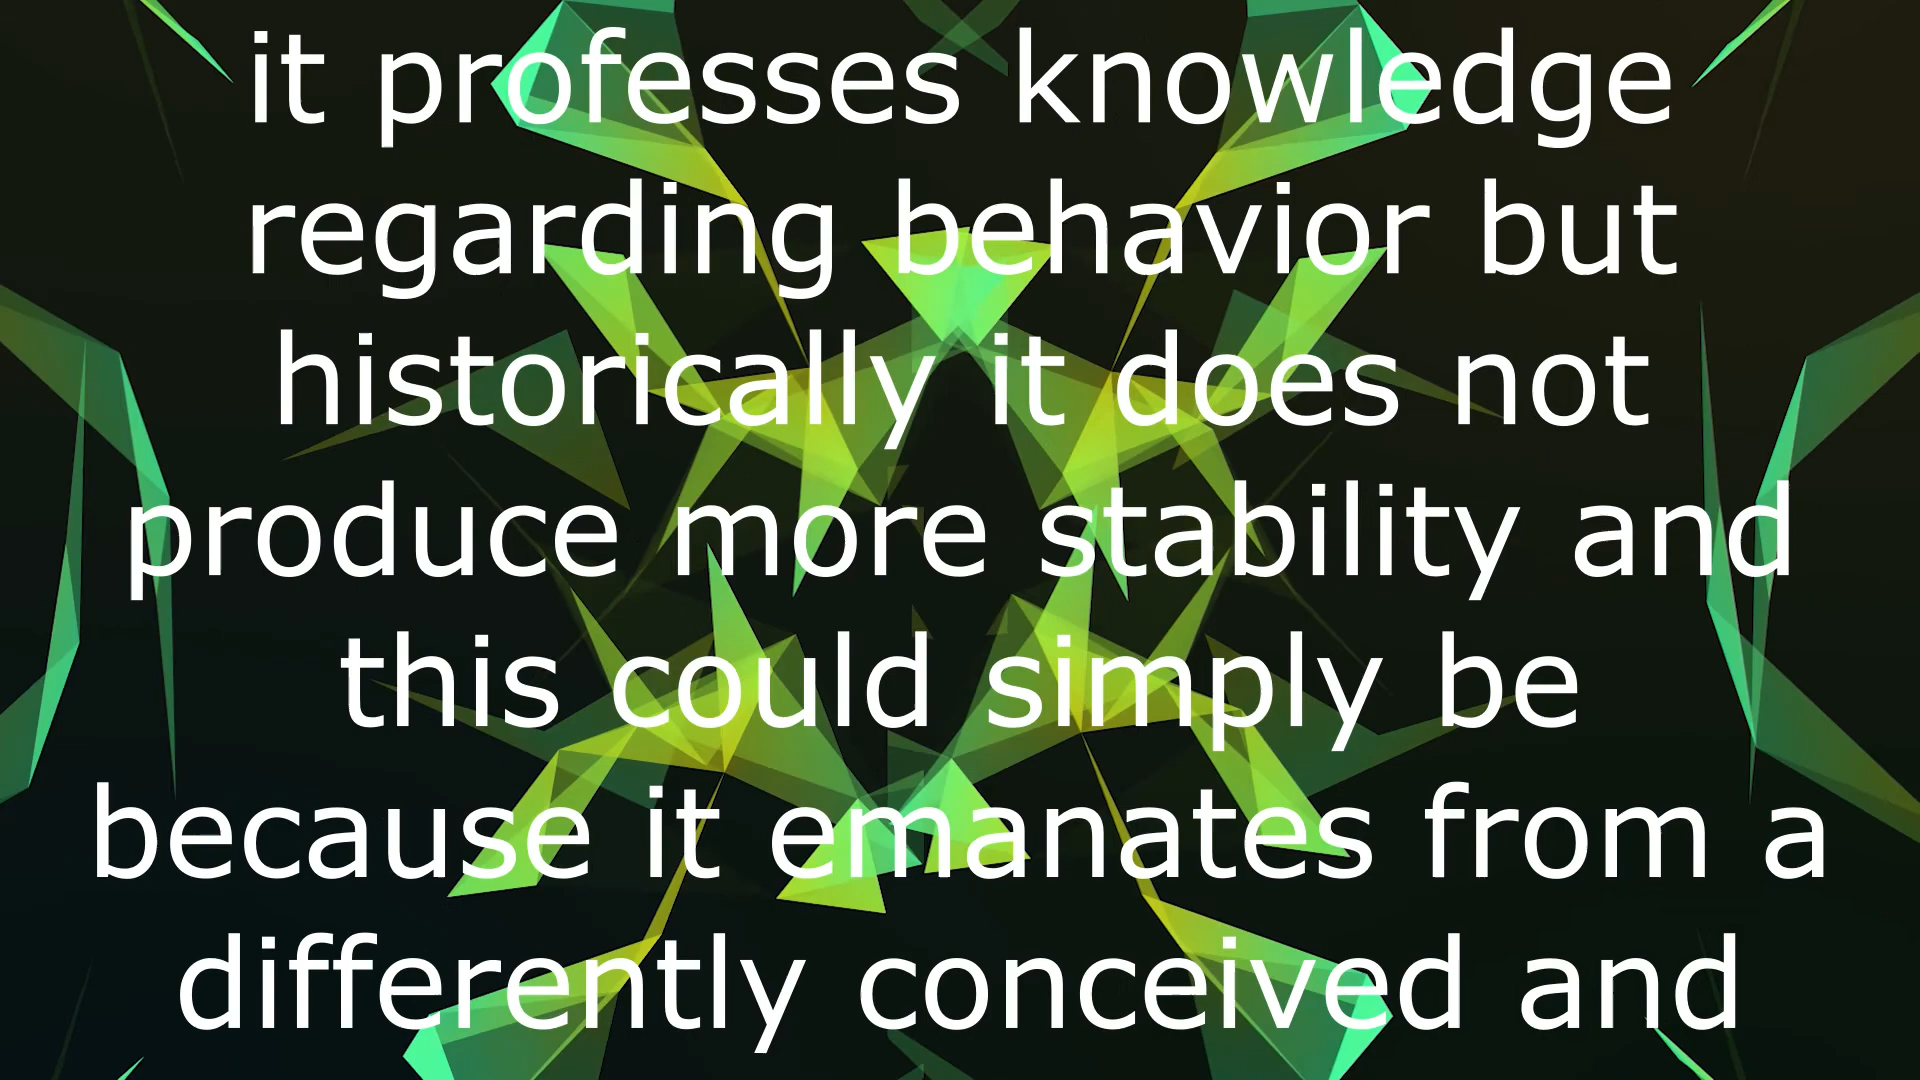 it professes knowledge
regarding behavior but
historically it does not
produce more stability and
this could simply be
because it emanates from a
differently conceived and